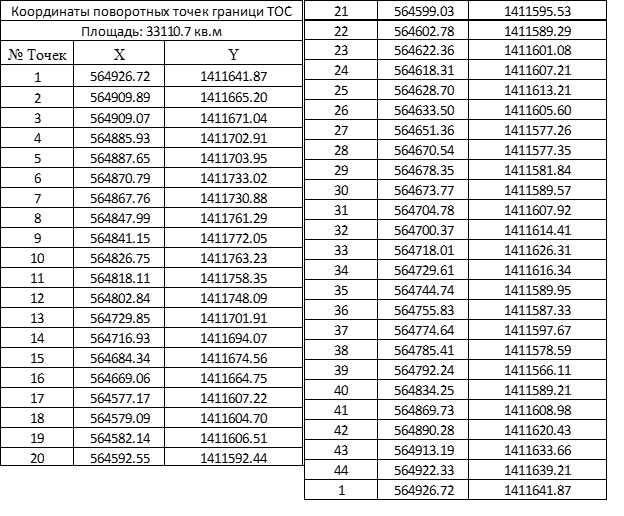 Координаты поворотных точек граници ТОС
Площадь: 33110.7 кв.м
№ Точек X Y
1 564926.72 1411641.87
2 564909.89 1411665.20
3 564909.07 1411671.04
4 564885.93 1411702.91
5 564887.65 1411703.95
6 564870.79 1411733.02
7 564867.76 1411730.88
8 564847.99 1411761.29
9 564841.15 1411772.05
10 564826.75 1411763.23
11 564818.11 1411758.35
12 564802.84 1411748.09
13 564729.85 1411701.91
14 564716.93 1411694.07
15 564684.34 1411674.56
16 564669.06 1411664.75
17 564577.17 1411607.22
18 564579.09 1411604.70
19 564582.14 1411606.51
20 564592.55 1411592.44
21 564599.03 1411595.53
22 564602.78 1411589.29
23 564622.36 1411601.08
24 564618.31 1411607.21
25 564628.70 1411613.21
26 564633.50 1411605.60
27 564651.36 1411577.26
28 564670.54 1411577.35
29 564678.35 1411581.84
30 564673.77 1411589.57
31 564704.78 1411607.92
32 564700.37 1411614.41
33 564718.01 1411626.31
34 564729.61 1411616.34
35 564744.74 1411589.95
36 564755.83 1411587.33
37 564774.64 1411597.67
38 564785.41 1411578.59
39 564792.24 1411566.11
40 564834.25 1411589.21
41 564869.73 1411608.98
42 564890.28 1411620.43
43 564913.19 1411633.66
44 564922.33 1411639.21
1 564926.72 1411641.87